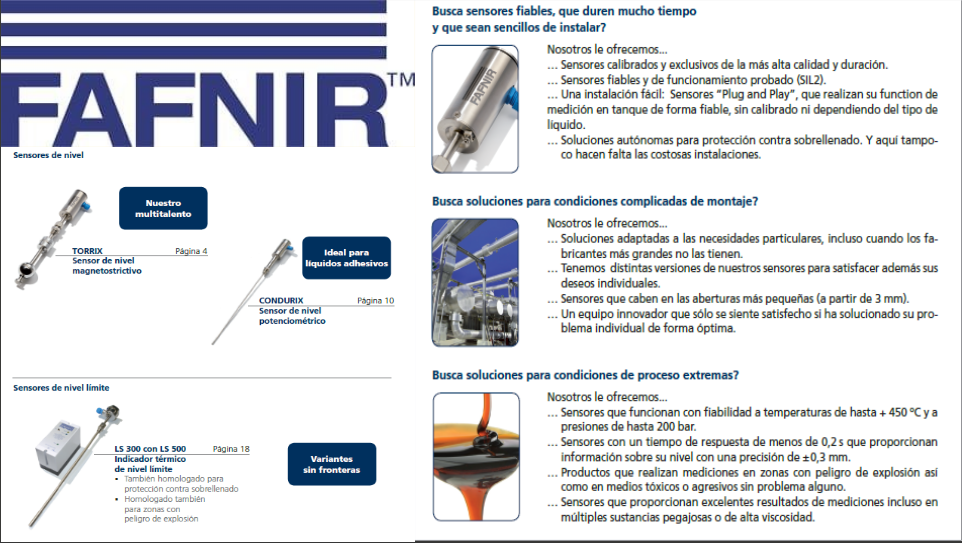 FAFNIR™
Sensores de nivel
Nuestro
multitalento
TORRIX Página 4
Sensor de nivel
magnetostrictivo
Ideal para
líquidos adhesivos
CONDURIX Página 10
Sensor de nivel
potenciométrico
Sensores de nivel límite
LS 300 con LS 500 Página 18
Indicador térmico
de nivel límite
• También homologado para
protección contra sobrellenado
• Homologado también
para zonas con
peligro de explosión
Variantes
sin fronteras
Busca sensores fiables, que duren mucho tiempo
y que sean sencillos de instalar?
FAFNIR
Nosotros le ofrecemos...
... Sensores calibrados y exclusivos de la más alta calidad y duración.
... Sensores fiables y de funcionamiento probado (SIL2).
... Una instalación fácil: Sensores “Plug and Play”, que realizan su function de
medición en tanque de forma fiable, sin calibrado ni dependiendo del tipo de
líquido.
... Soluciones autónomas para protección contra sobrellenado. Y aquí tampo-
co hacen falta las costosas instalaciones.
Busca soluciones para condiciones complicadas de montaje?
Nosotros le ofrecemos...
... Soluciones adaptadas a las necesidades particulares, incluso cuando los fa-
bricantes más grandes no las tienen.
... Tenemos distintas versiones de nuestros sensores para satisfacer además sus
deseos individuales.
... Sensores que caben en las aberturas más pequeñas (a partir de 3 mm).
... Un equipo innovador que sólo se siente satisfecho si ha solucionado su pro-
blema individual de forma óptima.
Busca soluciones para condiciones de proceso extremas?
Nosotros le ofrecemos...
... Sensores que funcionan con fiabilidad a temperaturas de hasta + 450 ºC y a
presiones de hasta 200 bar.
... Sensores con un tiempo de respuesta de menos de 0,2 s que proporcionan
información sobre su nivel con una precisión de ±0,3 mm.
... Productos que realizan mediciones en zonas con peligro de explosión así
como en medios tóxicos o agresivos sin problema alguno.
... Sensores que proporcionan excelentes resultados de mediciones incluso en
múltiples sustancias pegajosas o de alta viscosidad.